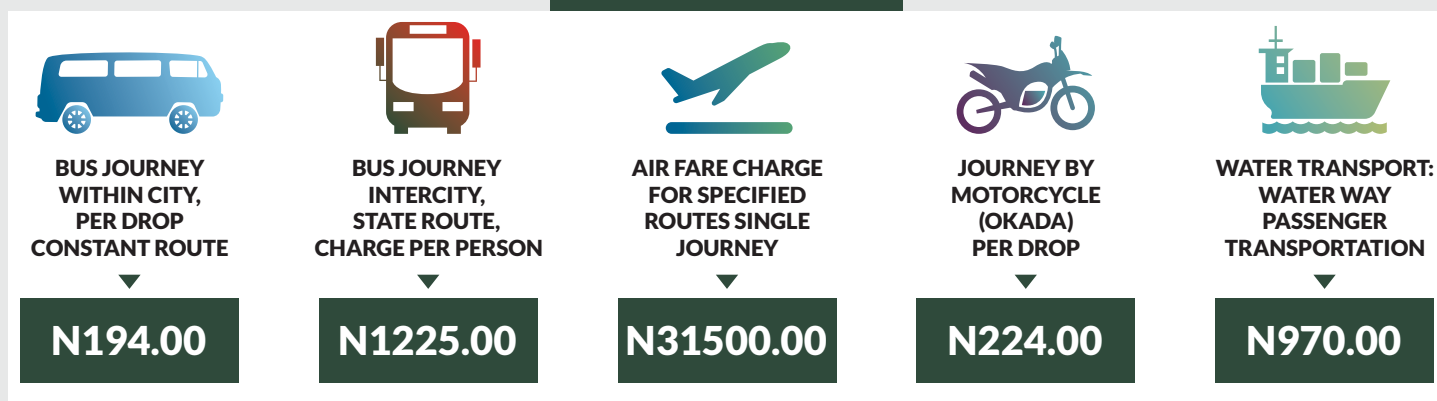 BUS JOURNEY
WITHIN CITY,
PER DROP
CONSTANT ROUTE
N194.00
BUS JOURNEY
INTERCITY,
STATE ROUTE,
CHARGE PER PERSON
N1225.00
AIR FARE CHARGE
FOR SPECIFIED
ROUTES SINGLE
JOURNEY
N31500.00
JOURNEY BY
MOTORCYCLE
(OKADA)
PER DROP
N224.00
WATER TRANSPORT:
WATER WAY
PASSENGER
TRANSPORTATION
N970.00